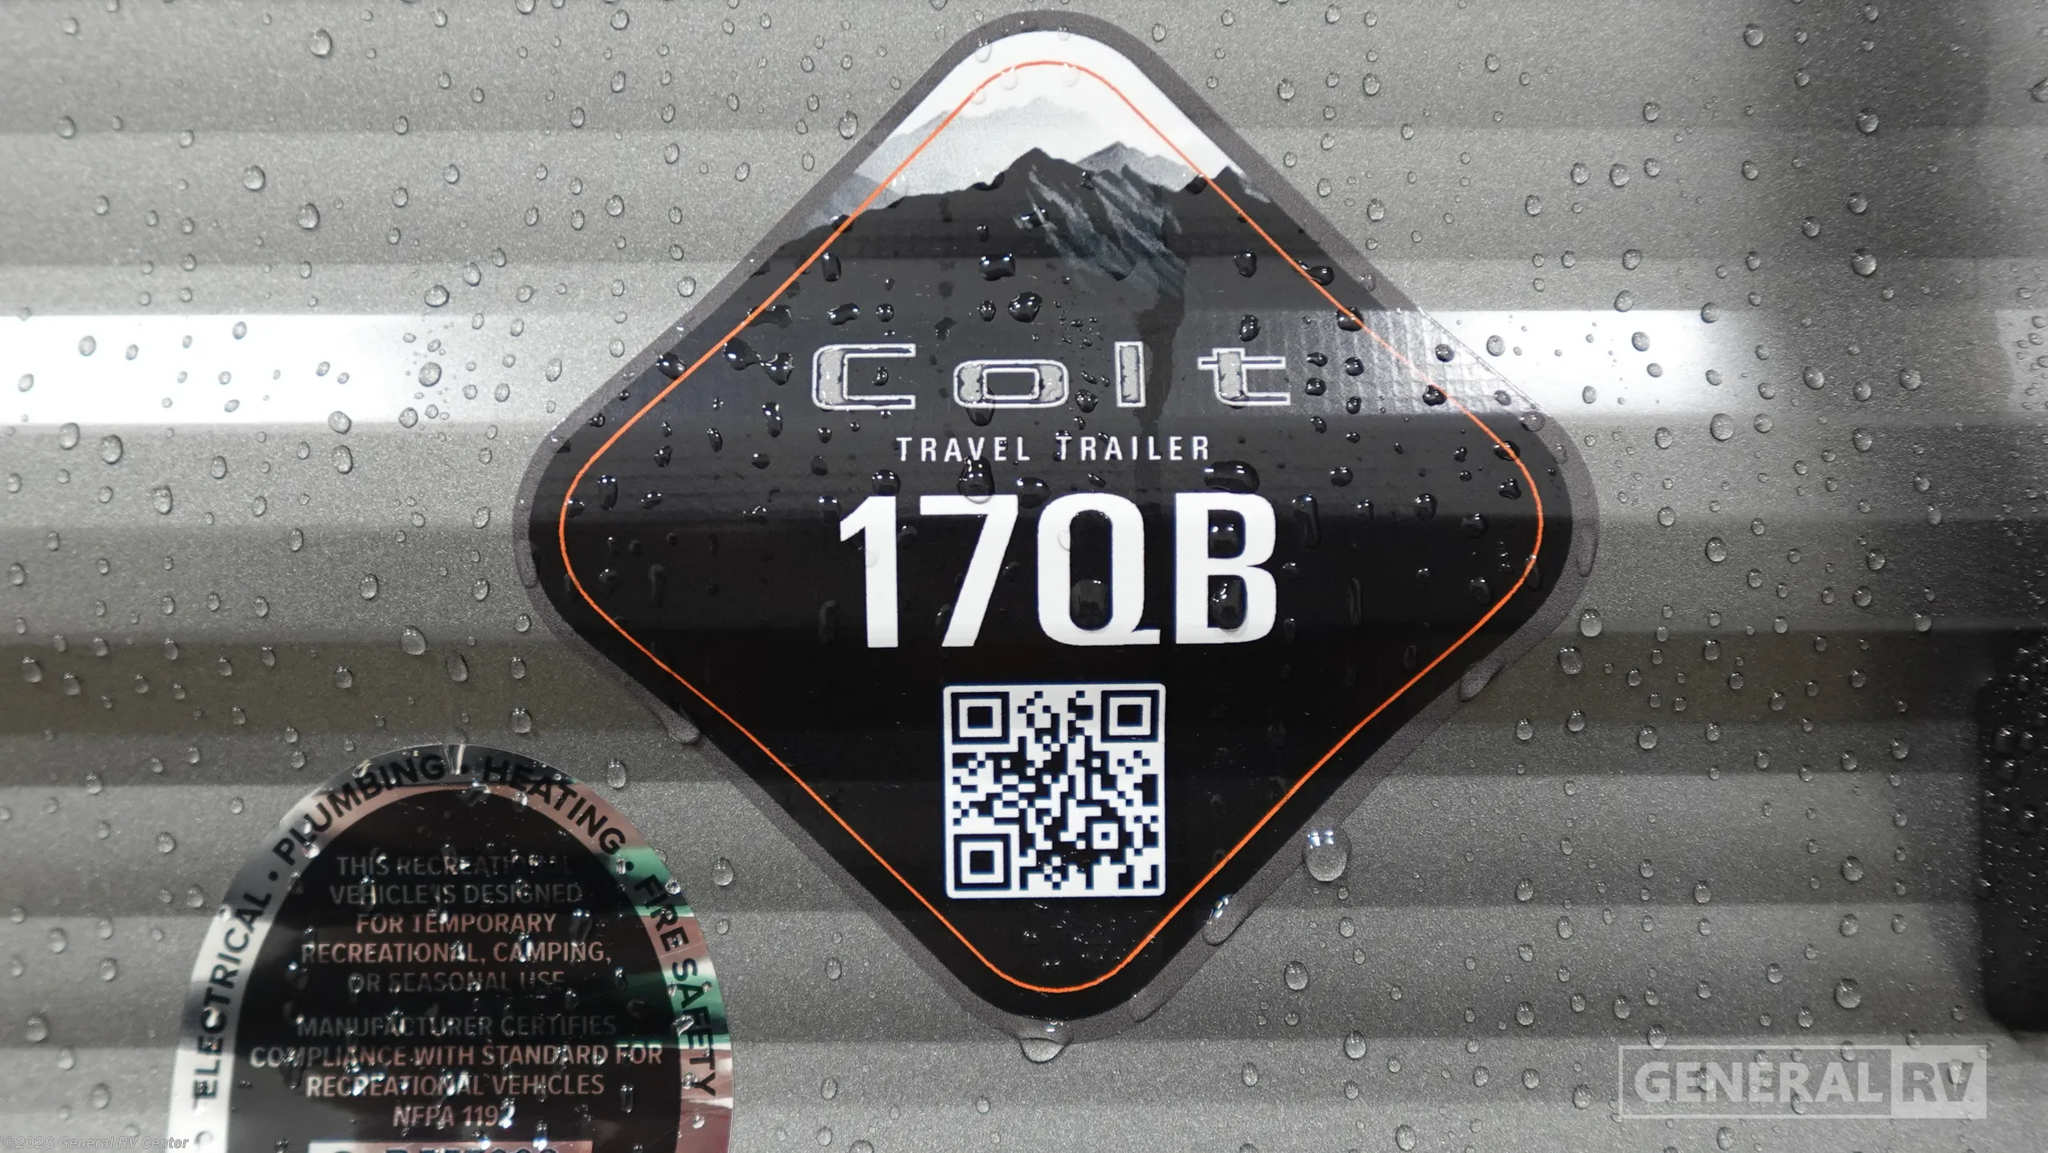 Colt
TRAVEL TRAILER
17QB
ELECTRICAL • PLUMBING • HEATING • FIRE SAFETY
THIS RECREATIONAL
VEHICLE IS DESIGNED
FOR TEMPORARY
RECREATIONAL, CAMPING,
OR SEASONAL USE
MANUFACTURER CERTIFIES
COMPLIANCE WITH STANDARD FOR
RECREATIONAL VEHICLES
NFPA 1192
GENERAL RV
General RV Center